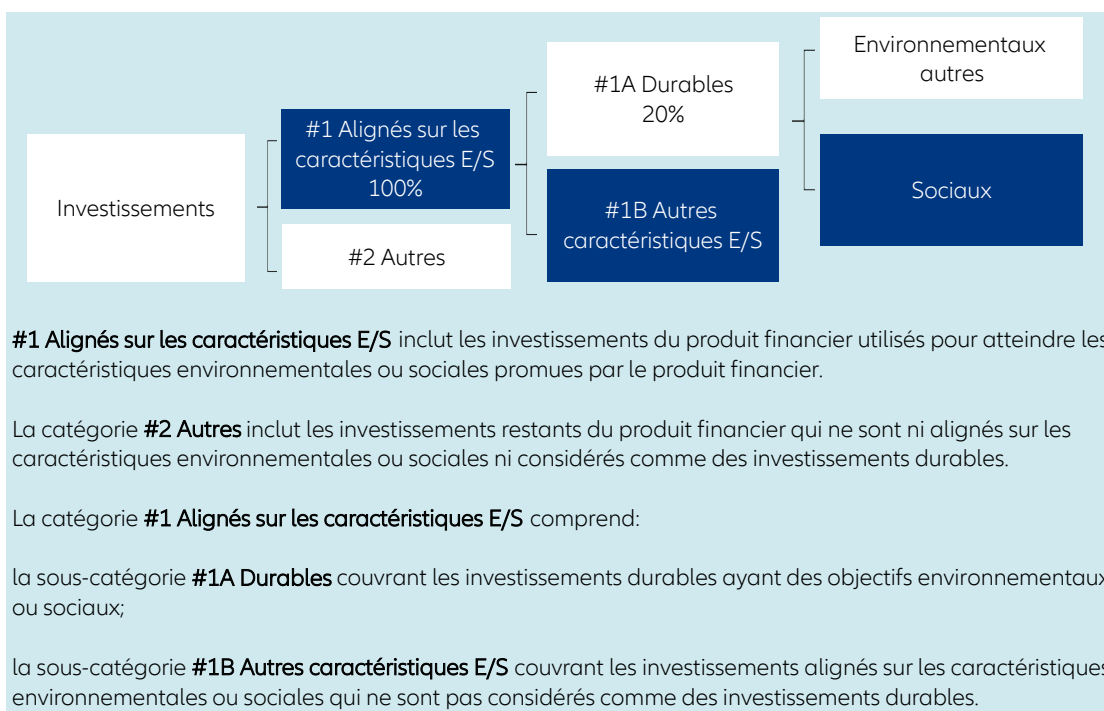 Investissements
#1 Alignés sur les
caractéristiques E/S
100%
#2 Autres
#1A Durables
20%
#1B Autres
caractéristiques E/S
Environnementaux
autres
Sociaux
#1 Alignés sur les caractéristiques E/S inclut les investissements du produit financier utilisés pour atteindre les
caractéristiques environnementales ou sociales promues par le produit financier.
La catégorie #2 Autres inclut les investissements restants du produit financier qui ne sont ni alignés sur les
caractéristiques environnementales ou sociales ni considérés comme des investissements durables.
La catégorie #1 Alignés sur les caractéristiques E/S comprend:
la sous-catégorie #1A Durables couvrant les investissements durables ayant des objectifs environnementaux
ou sociaux;
la sous-catégorie #1B Autres caractéristiques E/S couvrant les investissements alignés sur les caractéristiques
environnementales ou sociales qui ne sont pas considérés comme des investissements durables.